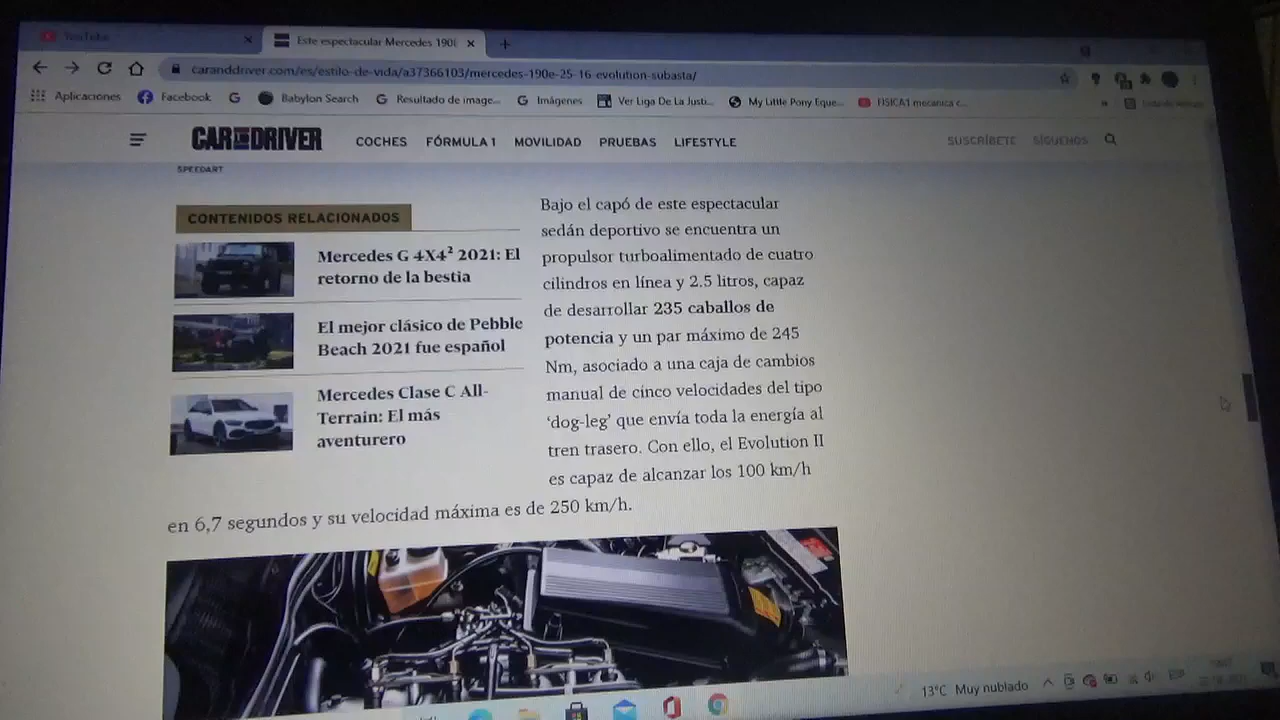 YouTube
Este espectacular Mercedes 190E
caranddriver.com/es/estilo-de-vida/a37366103/mercedes-190e-25-16-evolution-subasta/
Aplicaciones
Facebook
Babylon Search
Resultado de image...
Imágenes
Ver Liga De La Justi...
My Little Pony Eque...
FISICA1 mecanica c...
CAR AND DRIVER
COCHES
FÓRMULA 1
MOVILIDAD
PRUEBAS
LIFESTYLE
SUSCRÍBETE
SÍGUENOS
SPEEDART
CONTENIDOS RELACIONADOS
Mercedes G 4X4² 2021: El
retorno de la bestia
El mejor clásico de Pebble
Beach 2021 fue español
Mercedes Clase C All-
Terrain: El más
aventurero
Bajo el capó de este espectacular
sedán deportivo se encuentra un
propulsor turboalimentado de cuatro
cilindros en línea y 2.5 litros, capaz
de desarrollar 235 caballos de
potencia y un par máximo de 245
Nm, asociado a una caja de cambios
manual de cinco velocidades del tipo
‘dog-leg’ que envía toda la energía al
tren trasero. Con ello, el Evolution II
es capaz de alcanzar los 100 km/h
en 6,7 segundos y su velocidad máxima es de 250 km/h.
13°C Muy nublado